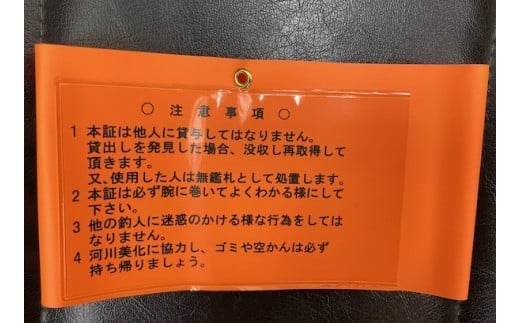 ○ 注意事項 ○
1 本証は他人に貸与してはなりません。
貸出しを発見した場合、没収し再取得して
頂きます。
又、使用した人は無鑑札として処置します。
2 本証は必ず腕に巻いてよくわかる様にして
下さい。
3 他の釣人に迷惑のかける様な行為をしては
なりません。
4 河川美化に協力し、ゴミや空かんは必ず
持ち帰りましょう。